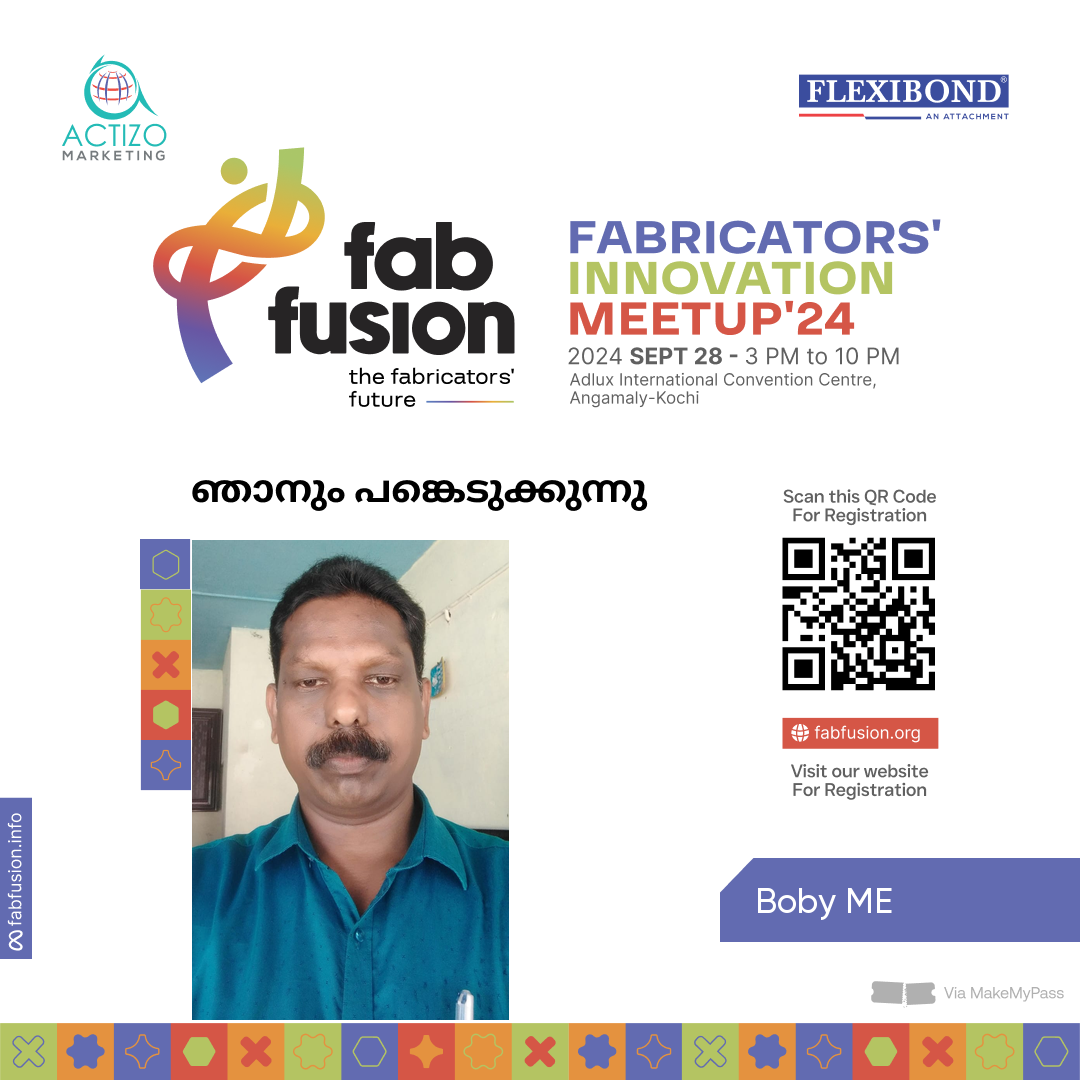 ACTIZO
MARKETING
FLEXIBOND®
AN ATTACHMENT
fab
fusion
the fabricators'
future
FABRICATORS'
INNOVATION
MEETUP'24
2024 SEPT 28 - 3 PM to 10 PM
Adlux International Convention Centre,
Angamaly-Kochi
ഞാനും പങ്കെടുക്കുന്നു
Scan this QR Code
For Registration
fabfusion.org
Visit our website
For Registration
fabfusion.info
Boby ME
Via MakeMyPass